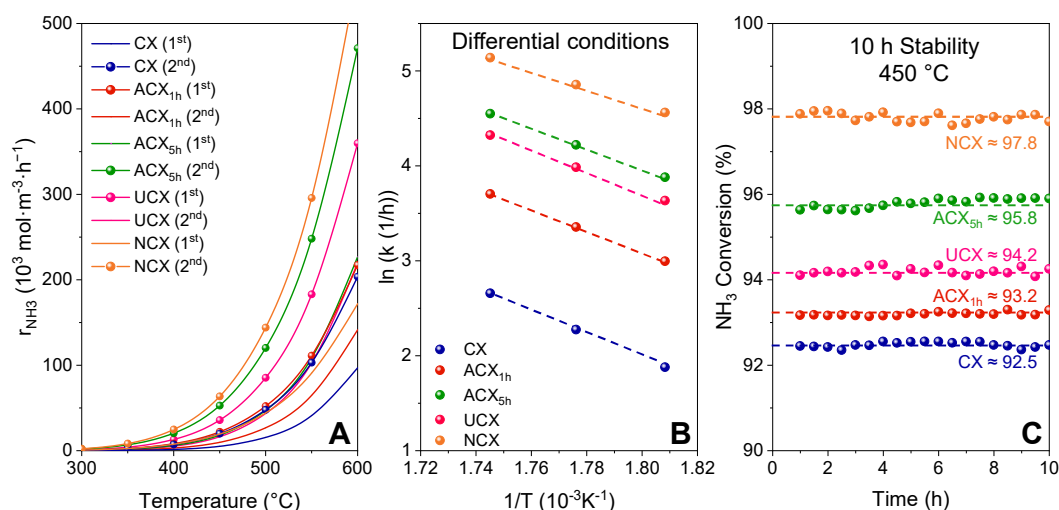 500
400
300
200
100
0
r_NH3 (10³ mol·m⁻³·h⁻¹)
CX (1st)
CX (2nd)
ACX1h (1st)
ACX1h (2nd)
ACX5h (1st)
ACX5h (2nd)
UCX (1st)
UCX (2nd)
NCX (1st)
NCX (2nd)
A
300 400 500 600
Temperature (°C)
Differential conditions
5
4
3
2
1
ln (k (1/h))
CX
ACX1h
ACX5h
UCX
NCX
B
1.72 1.74 1.76 1.78 1.80 1.82
1/T (10⁻³K⁻¹)
10 h Stability
450 °C
100
98
96
94
92
90
NH₃ Conversion (%)
NCX ≈ 97.8
ACX5h ≈ 95.8
UCX ≈ 94.2
ACX1h ≈ 93.2
CX ≈ 92.5
C
0 2 4 6 8 10
Time (h)